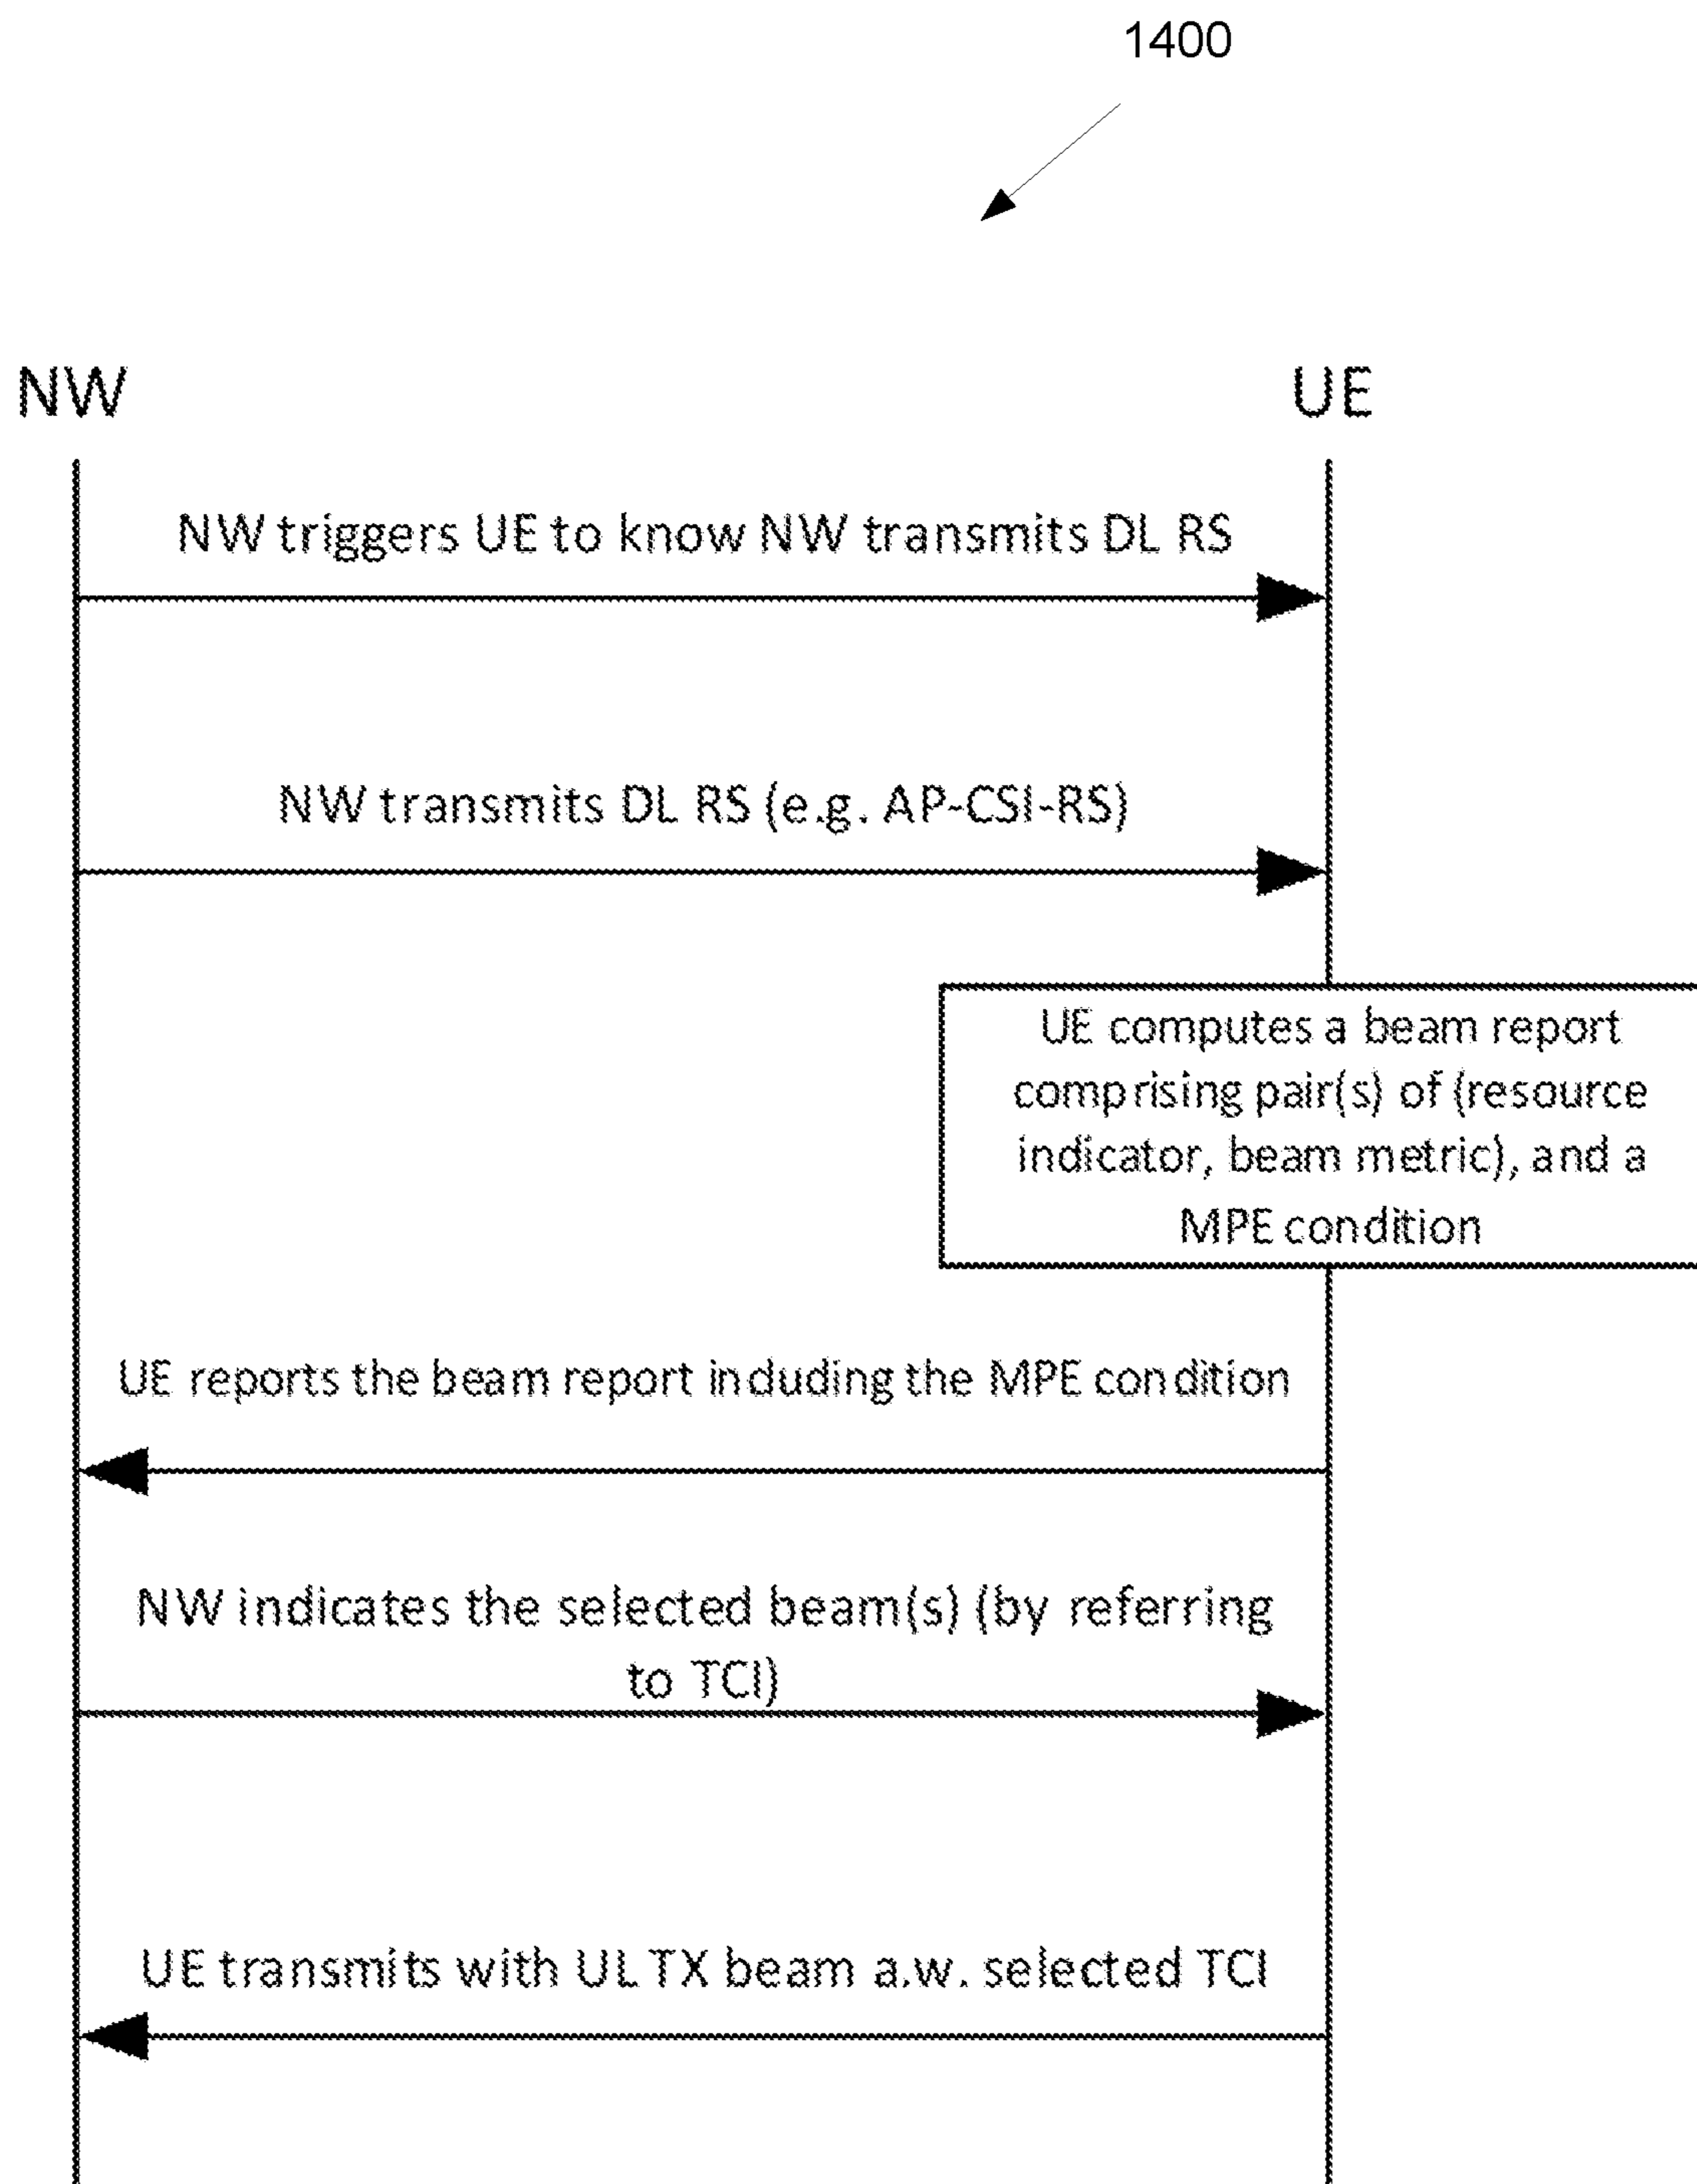 1400
NW
UE
NW triggers UE to know NW transmits DL RS
NW transmits DL RS (e.g. AP-CSI-RS)
UE computes a beam report
comprising pair(s) of (resource
indicator, beam metric), and a
MPE condition
UE reports the beam report including the MPE condition
NW indicates the selected beam(s) (by referring
to TCI)
UE transmits with UL TX beam a.w. selected TCI